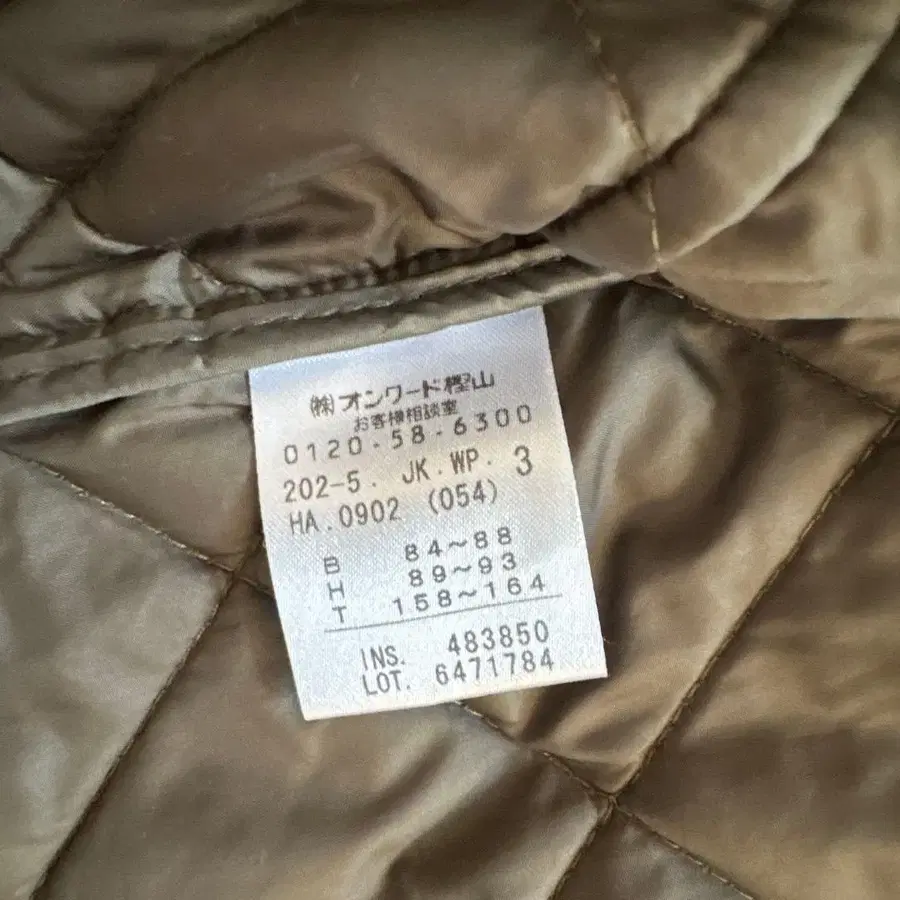 ㈱オンワード樫山
お客様相談室
0120-58-6300
202-5. JK.WP. 3
HA.0902 (054)
B 84～88
H 89～93
T 158～164
INS. 483850
LOT. 6471784